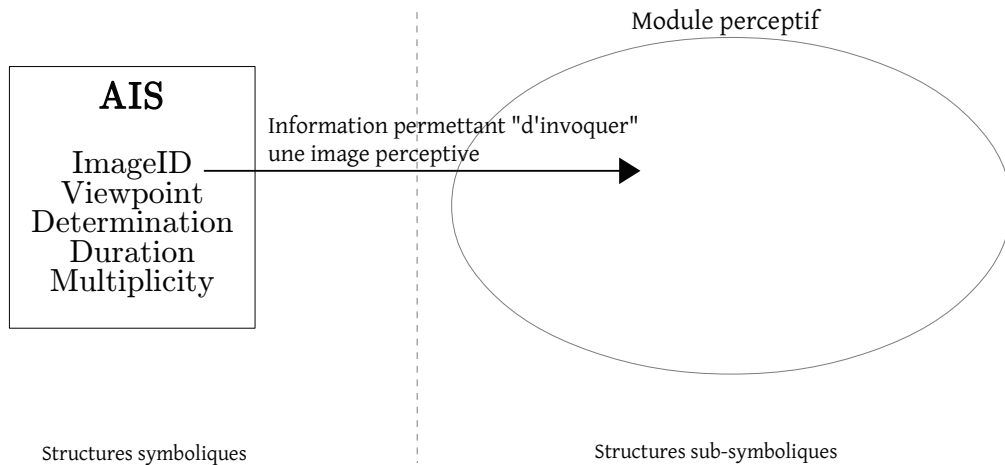 Module perceptif
AIS
Information permettant "d'invoquer"
une image perceptive
ImageID
Viewpoint
Determination
Duration
Multiplicity
Structures symboliques
Structures sub-symboliques